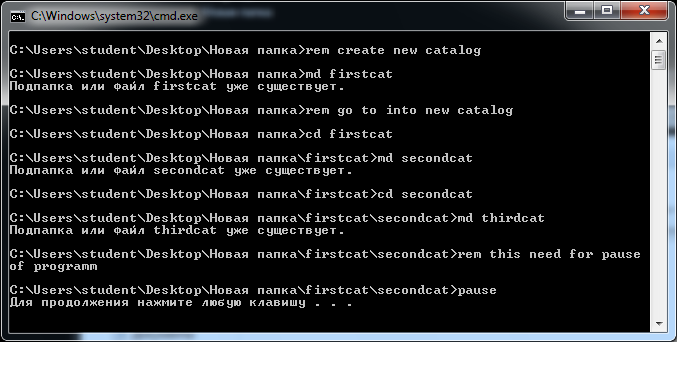 C:\Windows\system32\cmd.exe
C:\Users\student\Desktop\Новая папка>rem create new catalog
C:\Users\student\Desktop\Новая папка>md firstcat
Подпапка или файл firstcat уже существует.
C:\Users\student\Desktop\Новая папка>rem go to into new catalog
C:\Users\student\Desktop\Новая папка>cd firstcat
C:\Users\student\Desktop\Новая папка\firstcat>md secondcat
Подпапка или файл secondcat уже существует.
C:\Users\student\Desktop\Новая папка\firstcat>cd secondcat
C:\Users\student\Desktop\Новая папка\firstcat\secondcat>md thirdcat
Подпапка или файл thirdcat уже существует.
C:\Users\student\Desktop\Новая папка\firstcat\secondcat>rem this need for pause
of programm
C:\Users\student\Desktop\Новая папка\firstcat\secondcat>pause
Для продолжения нажмите любую клавишу . . .